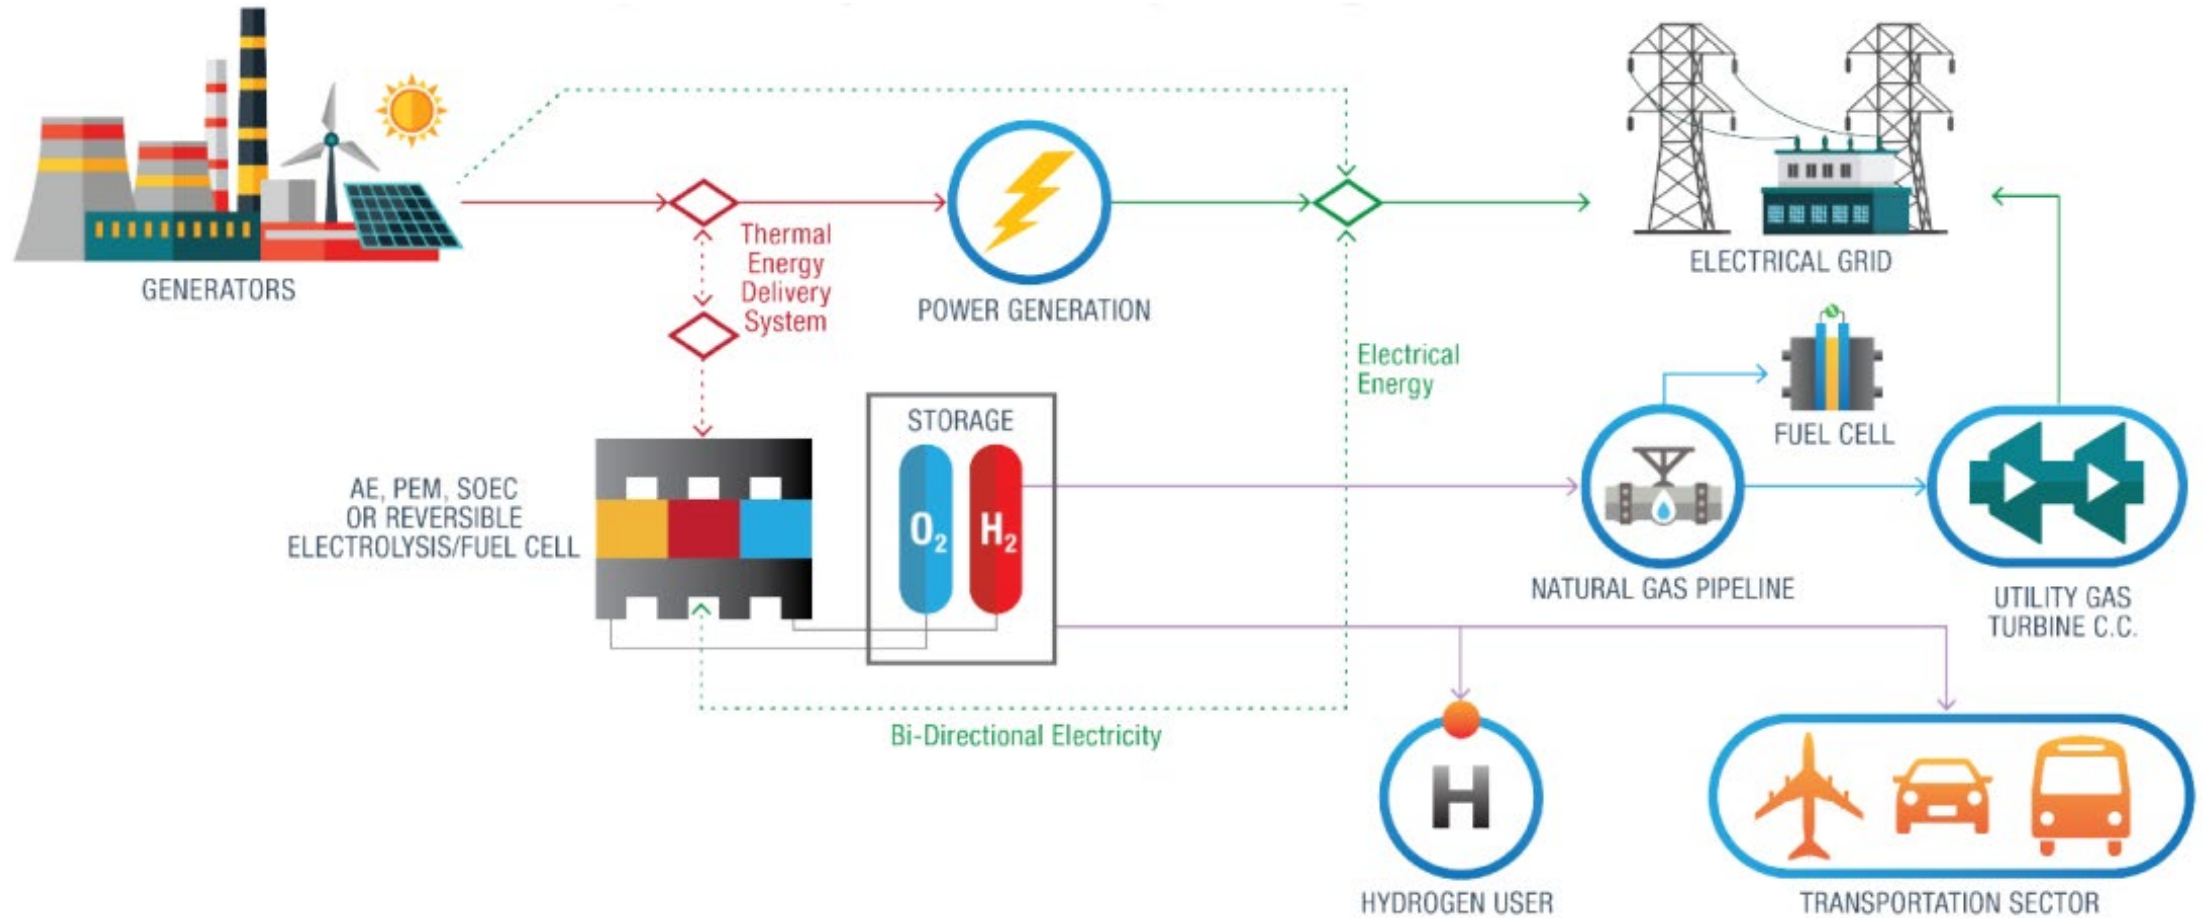 GENERATORS
Thermal
Energy
Delivery
System
POWER GENERATION
ELECTRICAL GRID
Electrical
Energy
FUEL CELL
STORAGE
O₂
H₂
AE, PEM, SOEC
OR REVERSIBLE
ELECTROLYSIS/FUEL CELL
NATURAL GAS PIPELINE
UTILITY GAS
TURBINE C.C.
Bi-Directional Electricity
H
HYDROGEN USER
TRANSPORTATION SECTOR